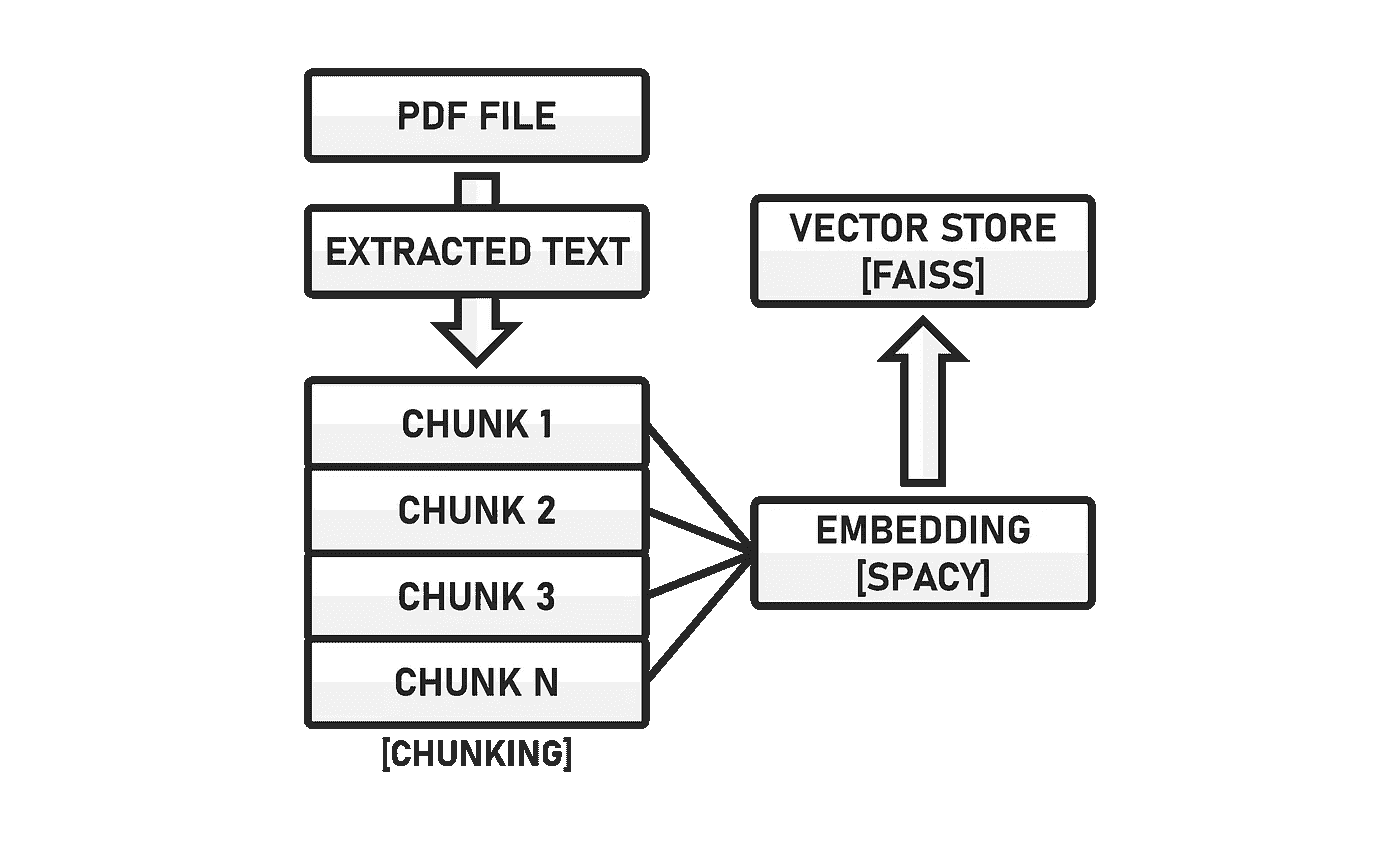 PDF FILE
EXTRACTED TEXT
CHUNK 1
CHUNK 2
CHUNK 3
CHUNK N
[CHUNKING]
VECTOR STORE
[FAISS]
EMBEDDING
[SPACY]